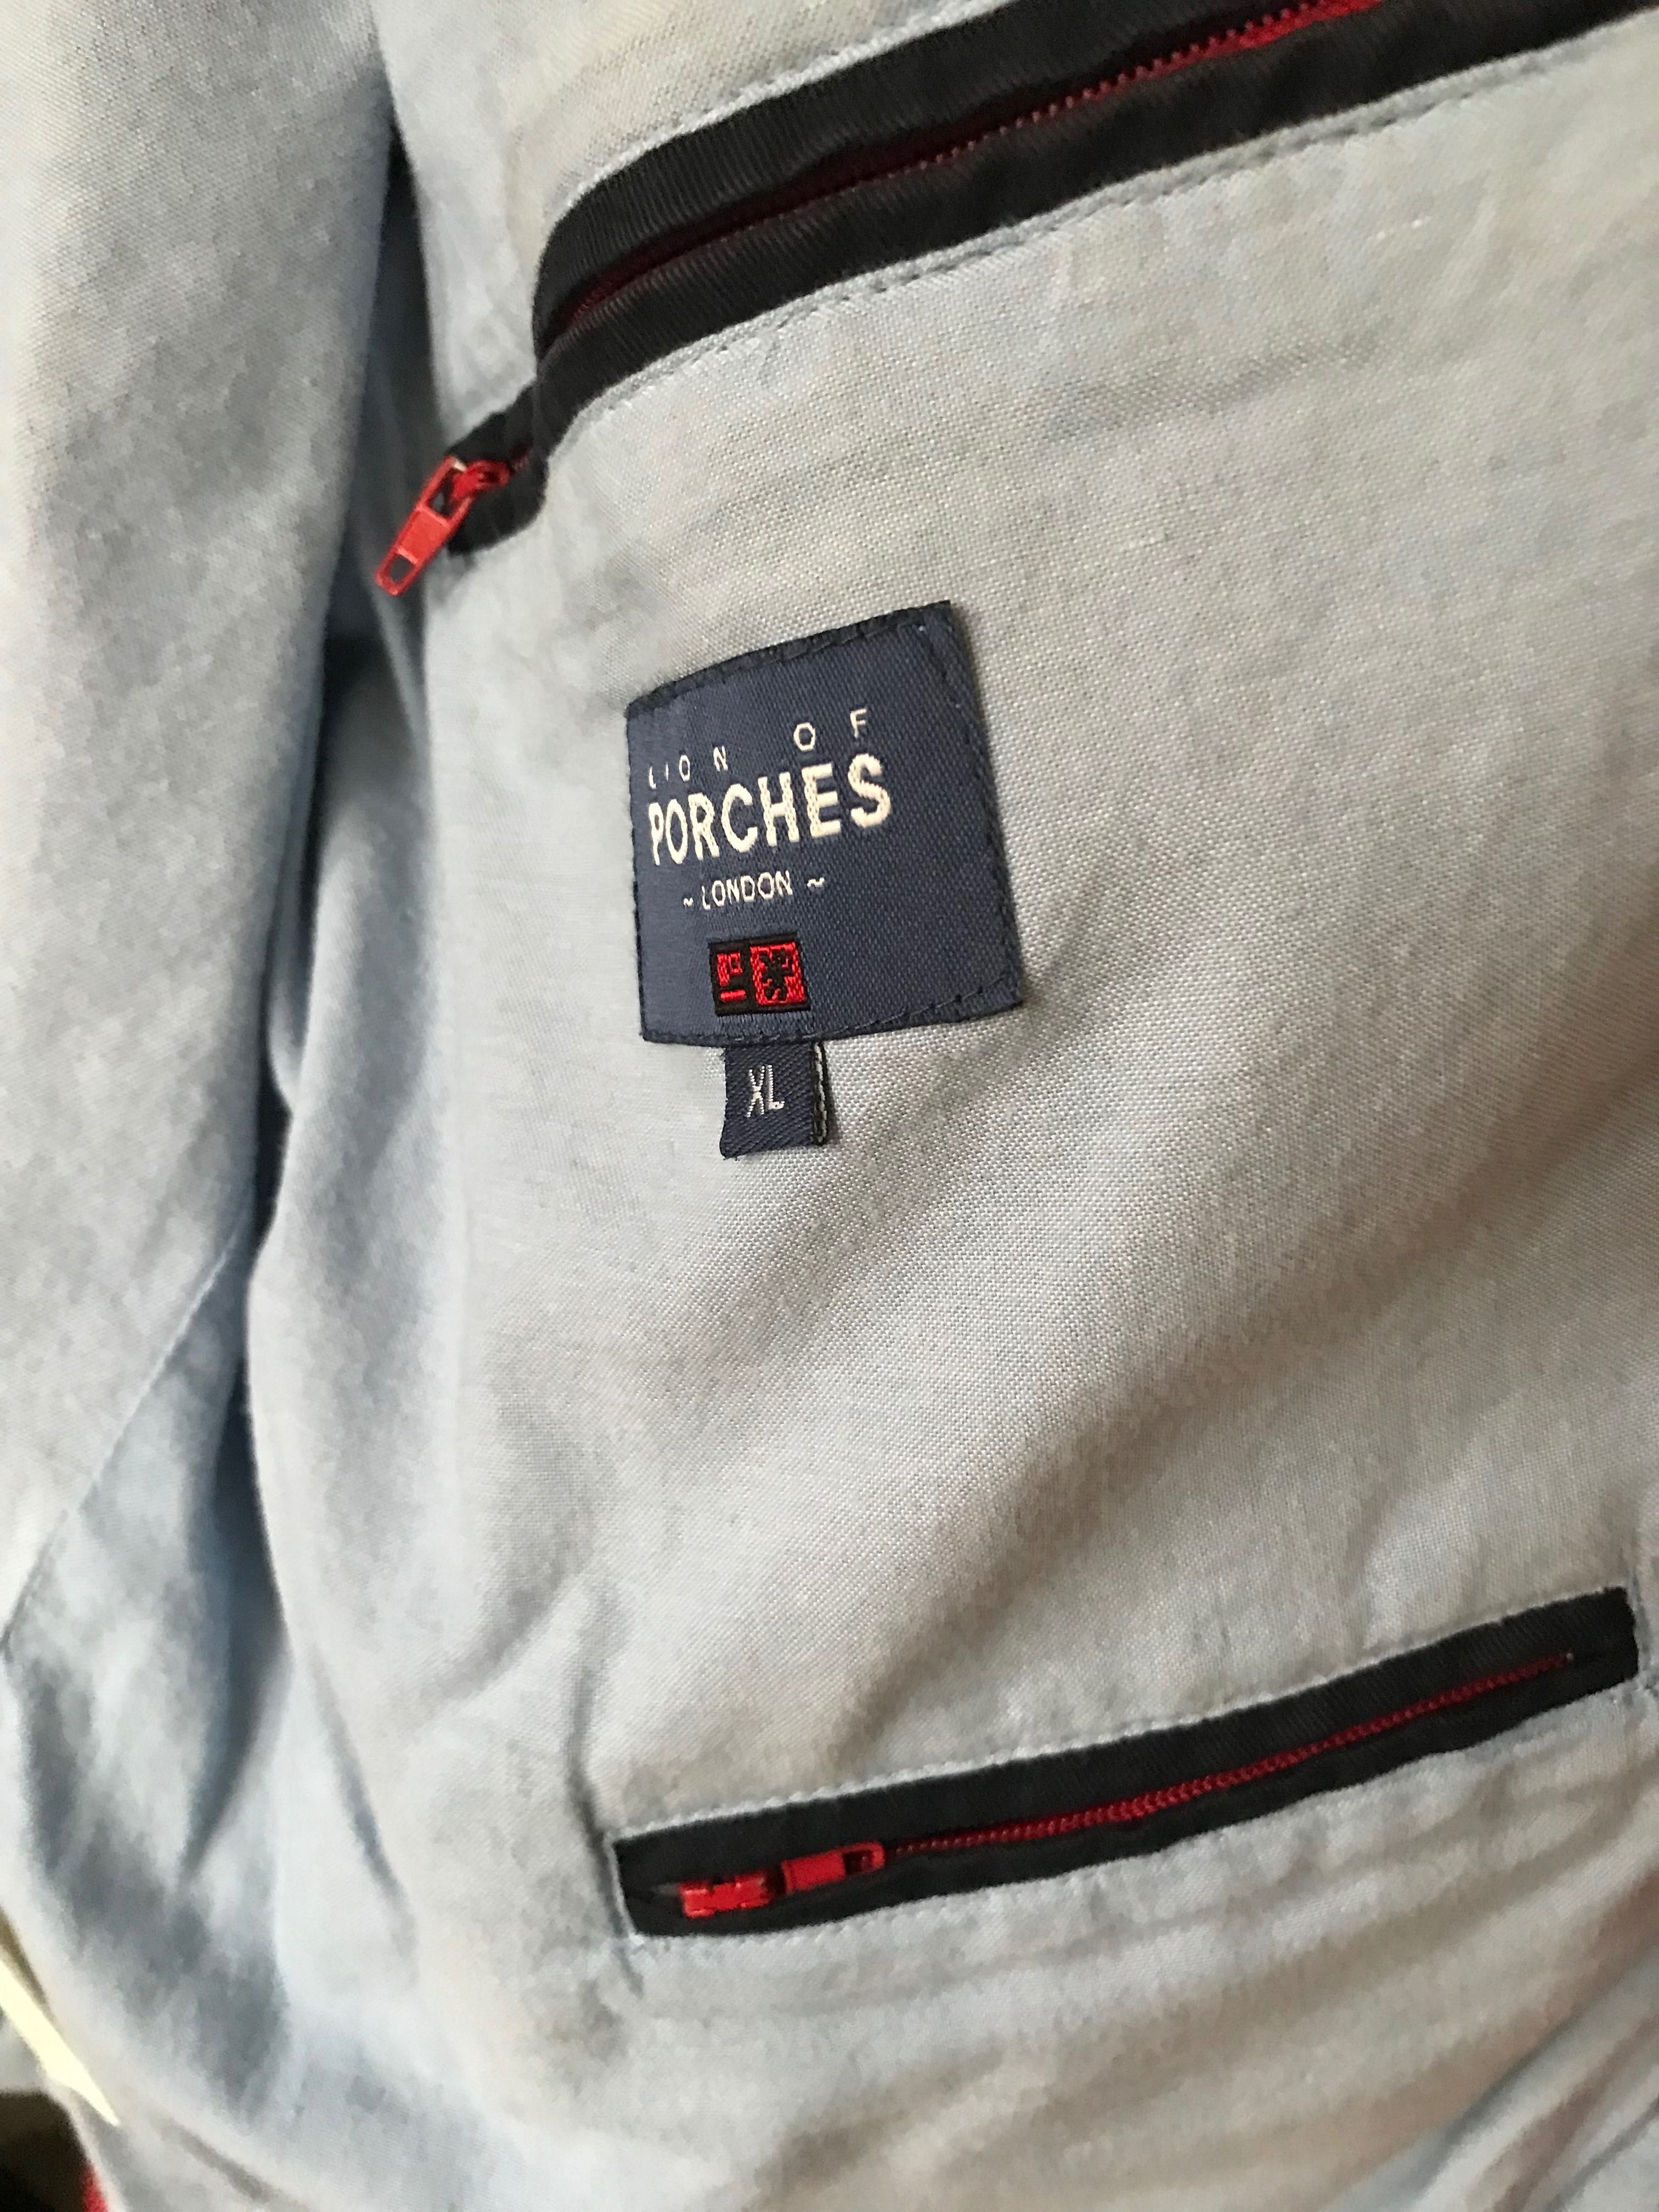 LION OF
PORCHES
~ LONDON ~
XL